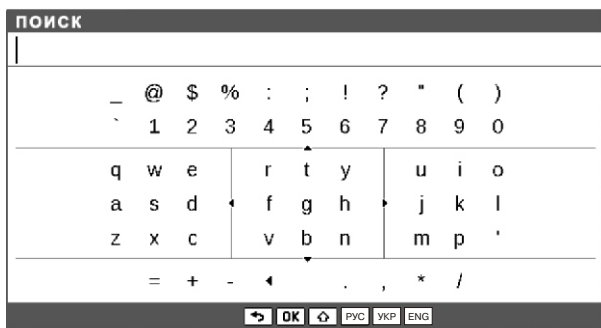 ПОИСК
_ @ $ % : ; ! ? " ( )
` 1 2 3 4 5 6 7 8 9 0
q w e r t y u i o
a s d f g h j k l
z x c v b n m p '
= + - . , * /
OK РУС УКР ENG